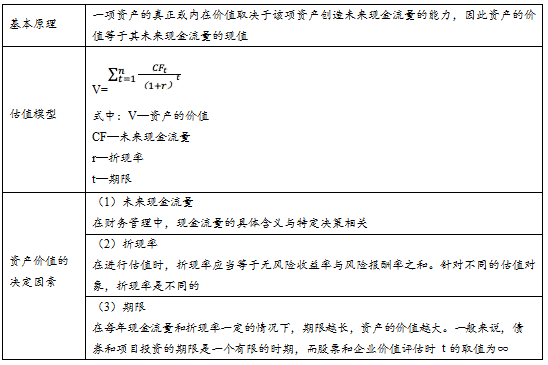 基本原理
一项资产的真正或内在价值取决于该项资产创造未来现金流量的能力，因此资产的价
值等于其未来现金流量的现值
估值模型
V=∑ⁿₜ₌₁ CFₜ/（1+r）ᵗ
式中：V—资产的价值
CF—未来现金流量
r—折现率
t—期限
资产价值的
决定因素
（1）未来现金流量
在财务管理中，现金流量的具体含义与特定决策相关
（2）折现率
在进行估值时，折现率应当等于无风险收益率与风险报酬率之和。针对不同的估值对
象，折现率是不同的
（3）期限
在每年现金流量和折现率一定的情况下，期限越长，资产的价值越大。一般来说，债
券和项目投资的期限是一个有限的时期，而股票和企业价值评估时 t 的取值为∞